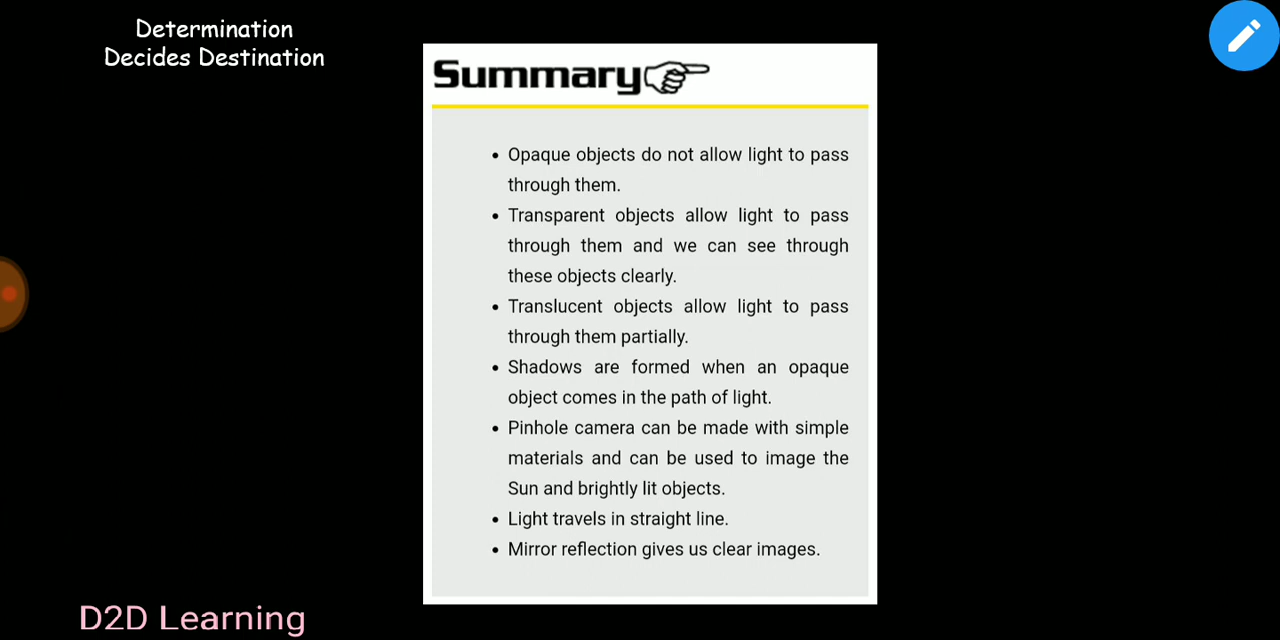 Determination
Decides Destination
Summary
• Opaque objects do not allow light to pass
through them.
• Transparent objects allow light to pass
through them and we can see through
these objects clearly.
• Translucent objects allow light to pass
through them partially.
• Shadows are formed when an opaque
object comes in the path of light.
• Pinhole camera can be made with simple
materials and can be used to image the
Sun and brightly lit objects.
• Light travels in straight line.
• Mirror reflection gives us clear images.
D2D Learning